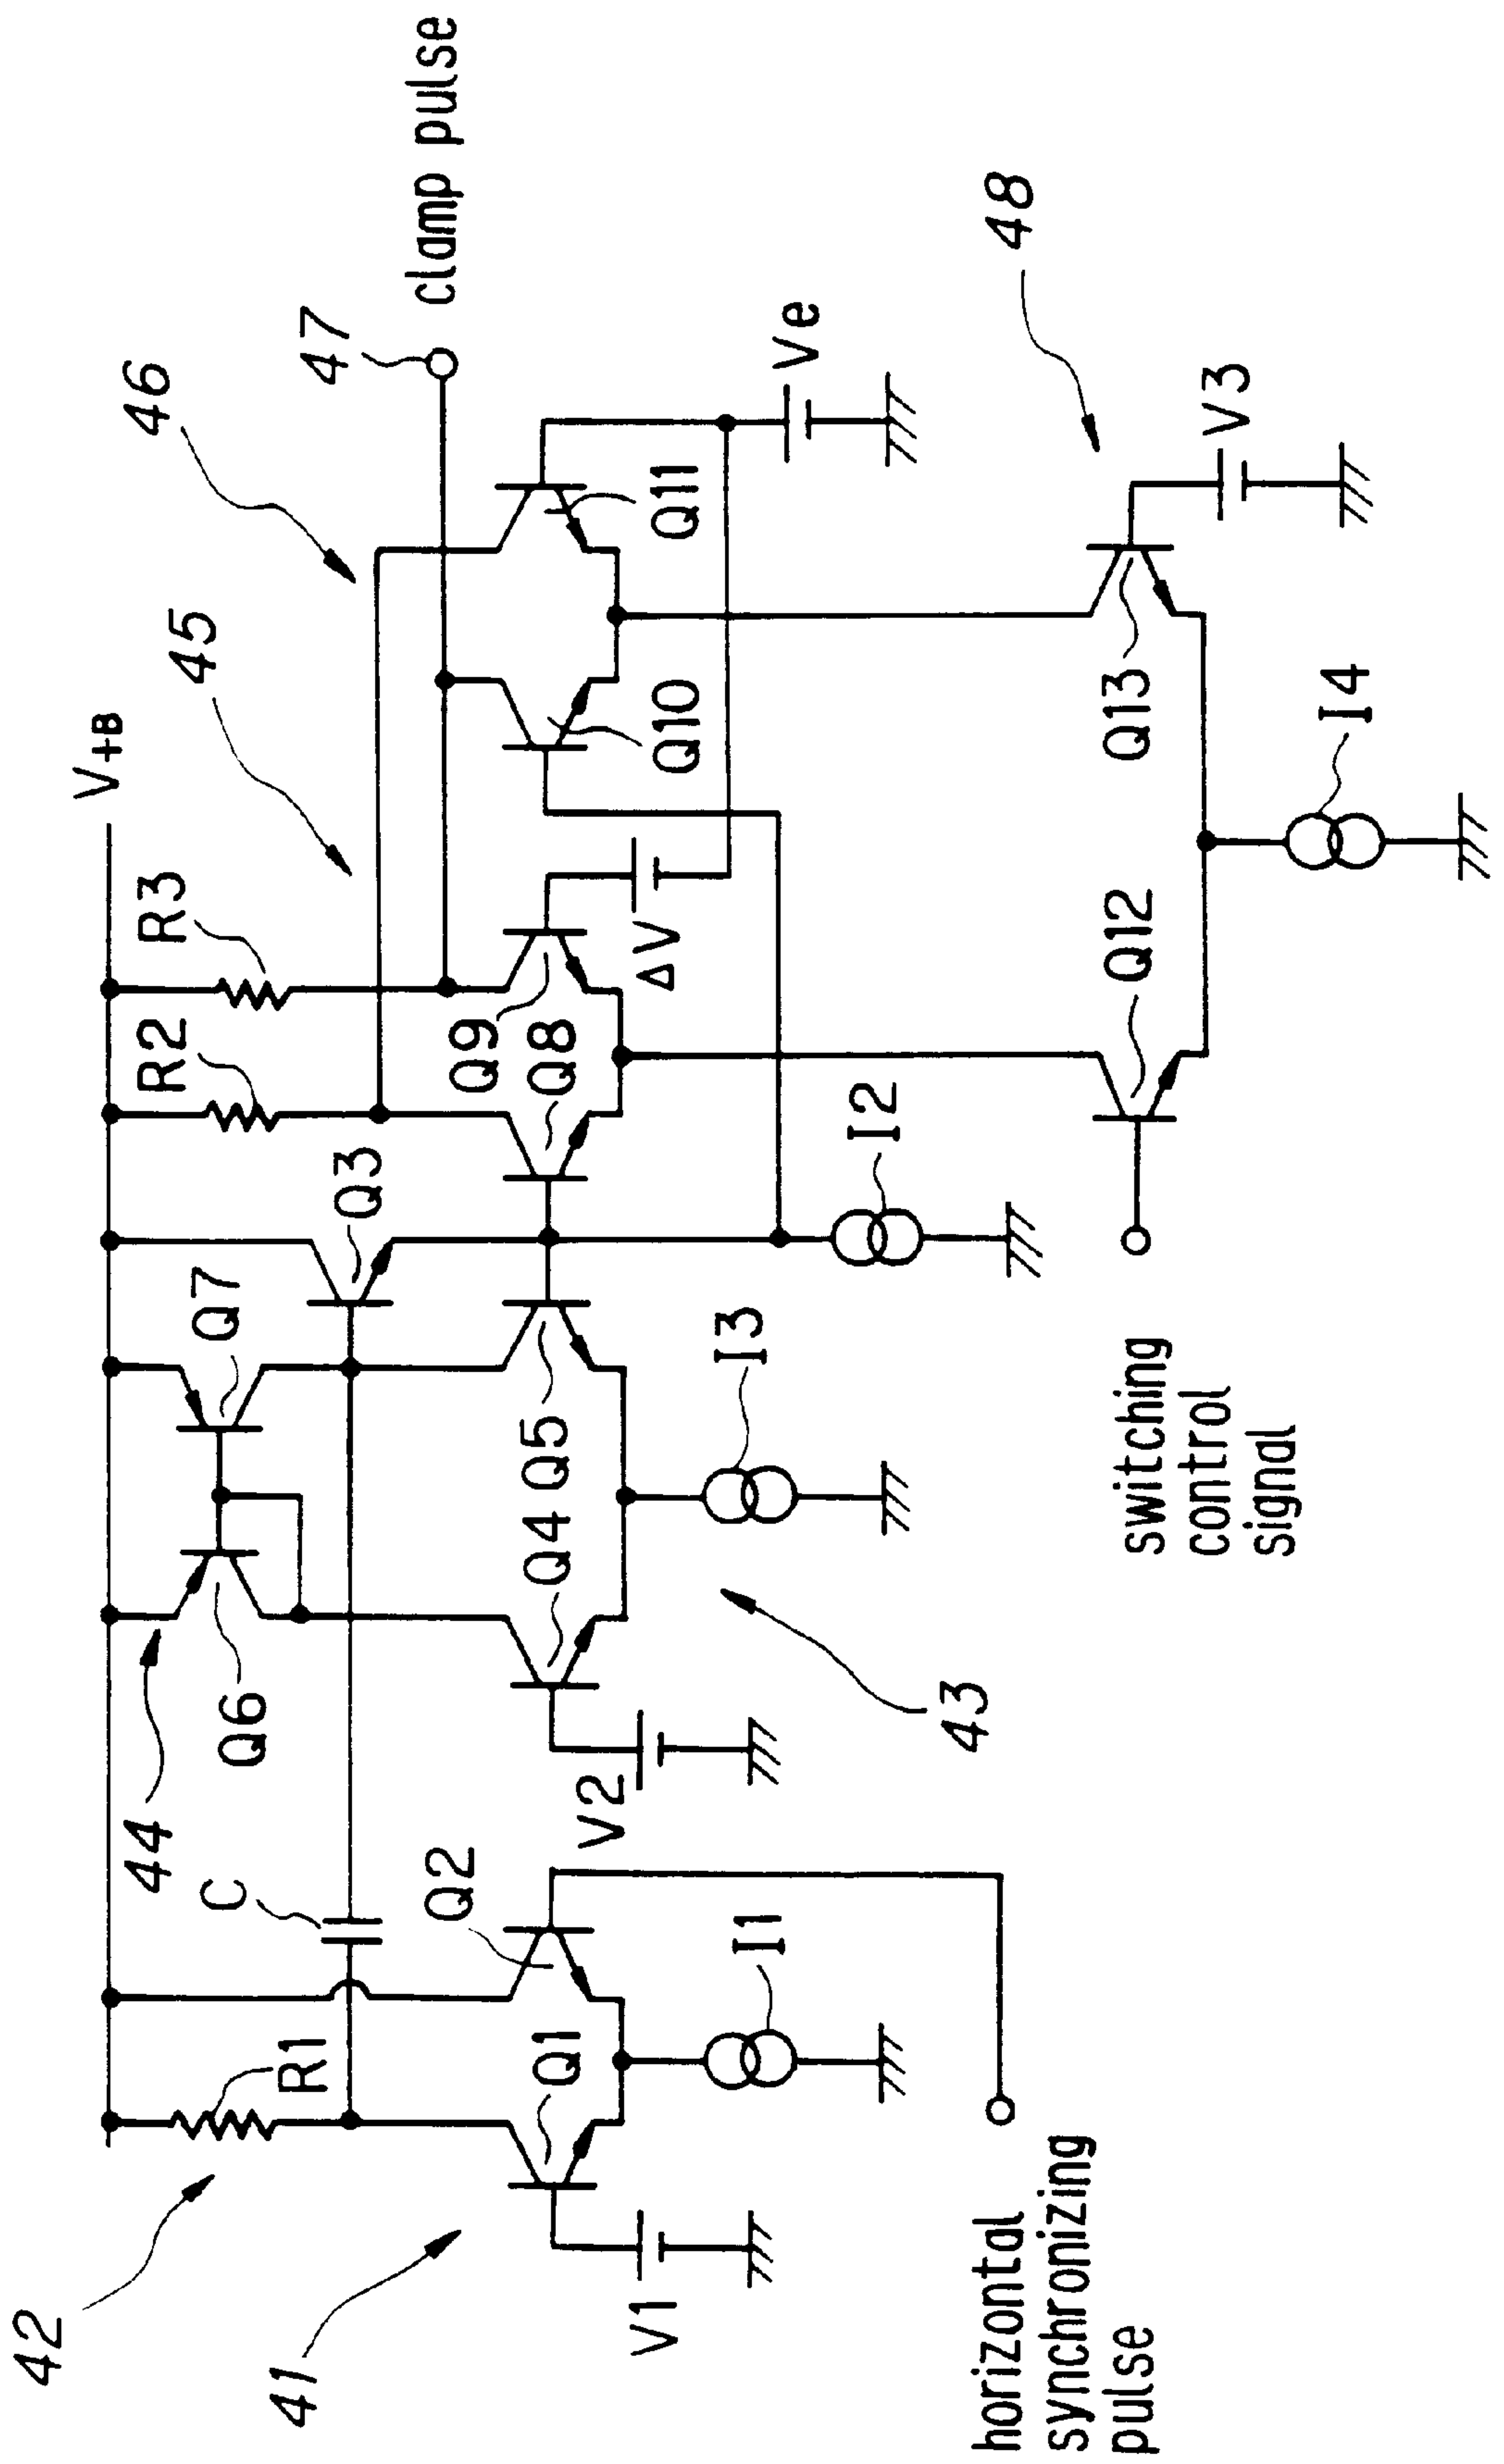 42
41
R1
C
44
Q6
Q7
Q3
R2
R3
V+B
45
46
47
clamp pulse
V1
Q1
Q2
I1
V2
Q4
Q5
43
I3
Q8
Q9
ΔV
I2
Q10
Q11
Ve
48
Q12
Q13
V3
I4
horizontal
synchronizing
pulse
switching
control
signal